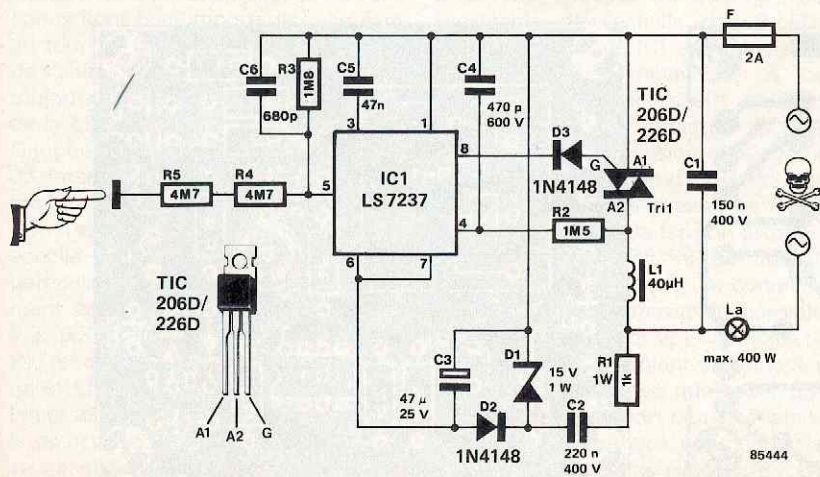 F
2A
C6
680p
R3
1M8
C5
47n
C4
470 p
600 V
TIC
206D/
226D
3
1
8
D3
1N4148
G
A1
A2
Tri1
C1
150 n
400 V
R5
4M7
R4
4M7
5
IC1
LS 7237
4
R2
1M5
6
7
L1
40µH
La
max. 400 W
TIC
206D/
226D
A1
A2
G
C3
47 µ
25 V
D1
15 V
1 W
D2
1N4148
C2
220 n
400 V
R1
1W
1k
85444